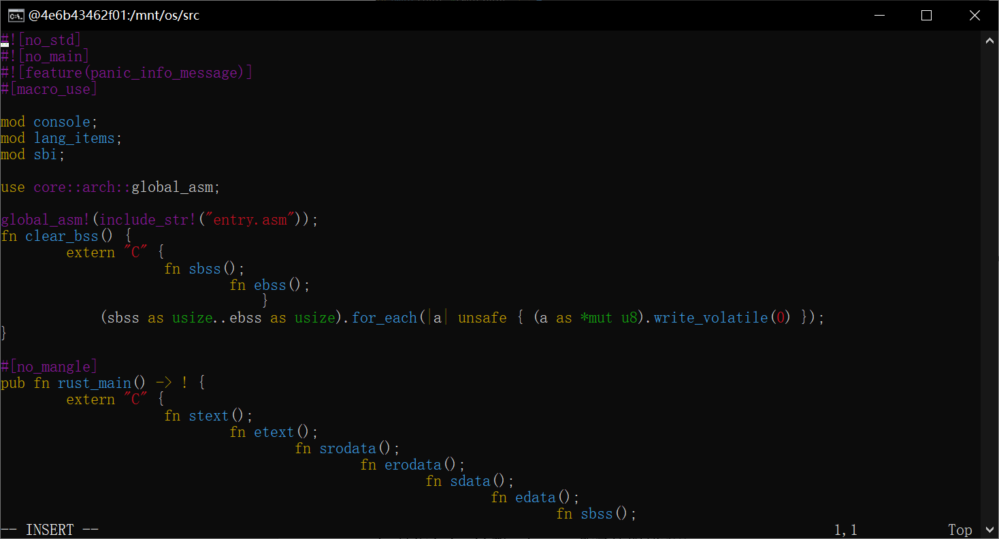 @4e6b43462f01:/mnt/os/src
#![no_std]
#![no_main]
#![feature(panic_info_message)]
#[macro_use]

mod console;
mod lang_items;
mod sbi;

use core::arch::global_asm;

global_asm!(include_str!("entry.asm"));
fn clear_bss() {
        extern "C" {
                    fn sbss();
                            fn ebss();
                                }
            (sbss as usize..ebss as usize).for_each(|a| unsafe { (a as *mut u8).write_volatile(0) });
}

#[no_mangle]
pub fn rust_main() -> ! {
        extern "C" {
                    fn stext();
                            fn etext();
                                    fn srodata();
                                            fn erodata();
                                                    fn sdata();
                                                            fn edata();
                                                                    fn sbss();
-- INSERT -- 1,1 Top